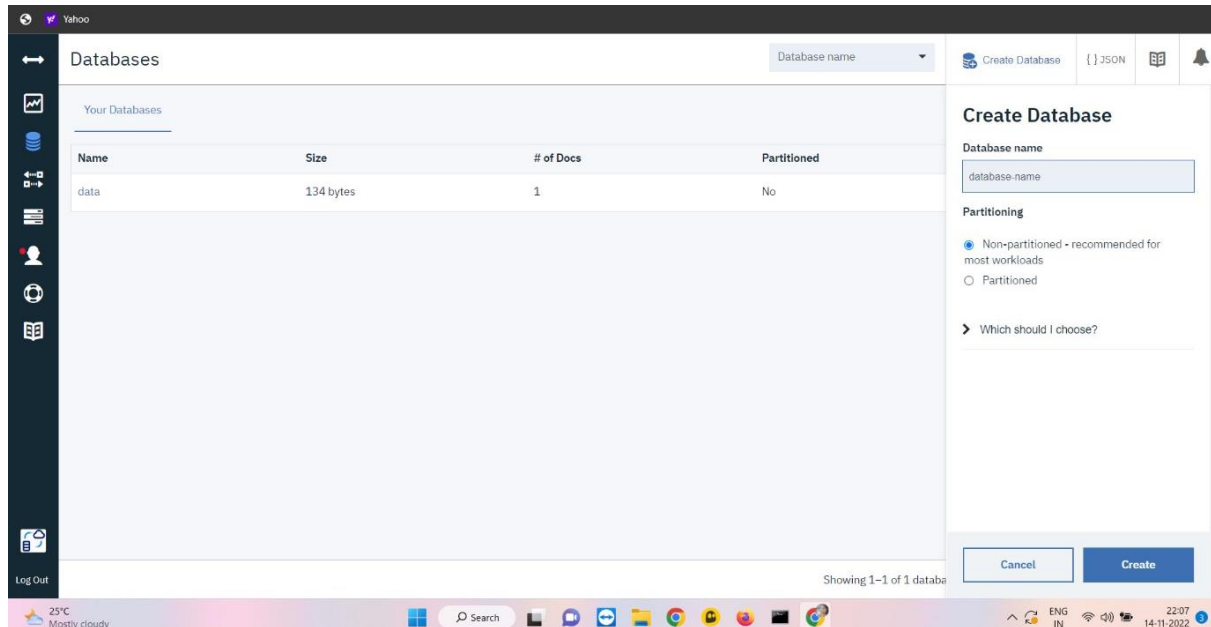 Yahoo
Databases
Database name
Create Database
{ } JSON
Your Databases
Name Size # of Docs Partitioned
data 134 bytes 1 No
Create Database
Database name
database-name
Partitioning
Non-partitioned - recommended for
most workloads
Partitioned
Which should I choose?
Cancel
Create
Showing 1–1 of 1 databa
Log Out
25°C
Mostly cloudy
Search
ENG
IN
22:07
14-11-2022
3